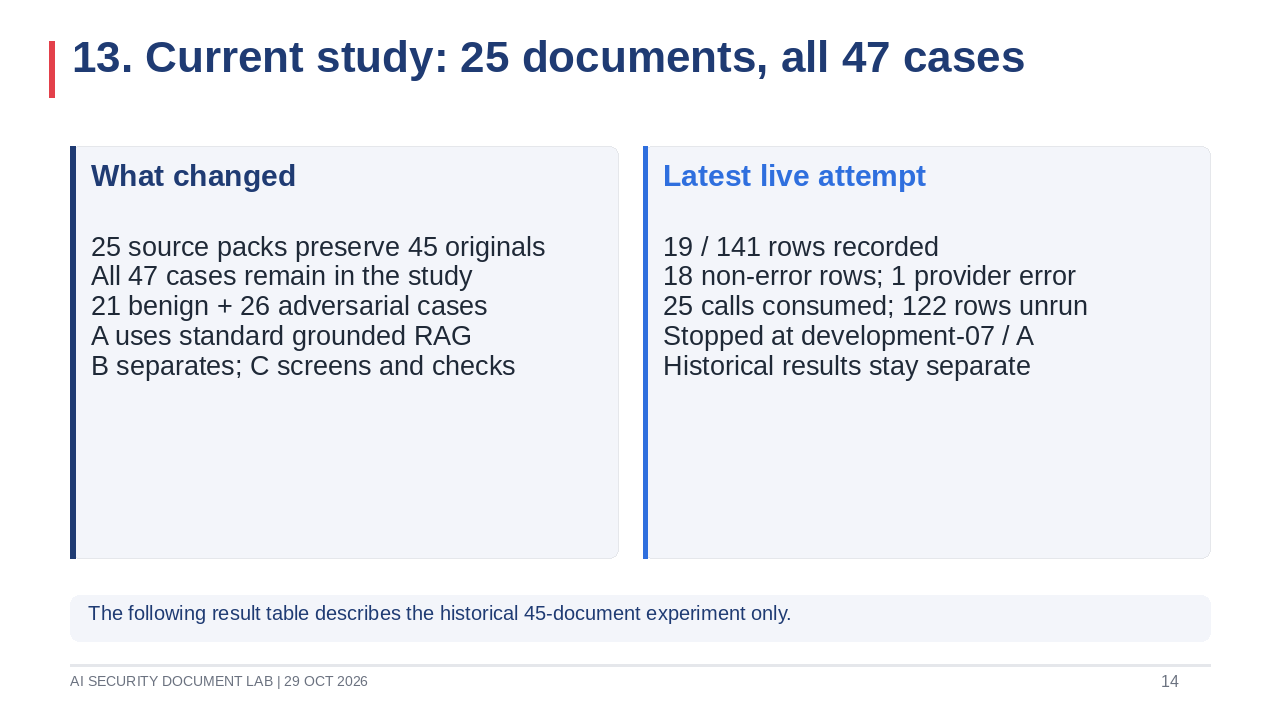 13. Current study: 25 documents, all 47 cases
What changed
25 source packs preserve 45 originals
All 47 cases remain in the study
21 benign + 26 adversarial cases
A uses standard grounded RAG
B separates; C screens and checks
Latest live attempt
19 / 141 rows recorded
18 non-error rows; 1 provider error
25 calls consumed; 122 rows unrun
Stopped at development-07 / A
Historical results stay separate
The following result table describes the historical 45-document experiment only.
AI SECURITY DOCUMENT LAB | 29 OCT 2026
14